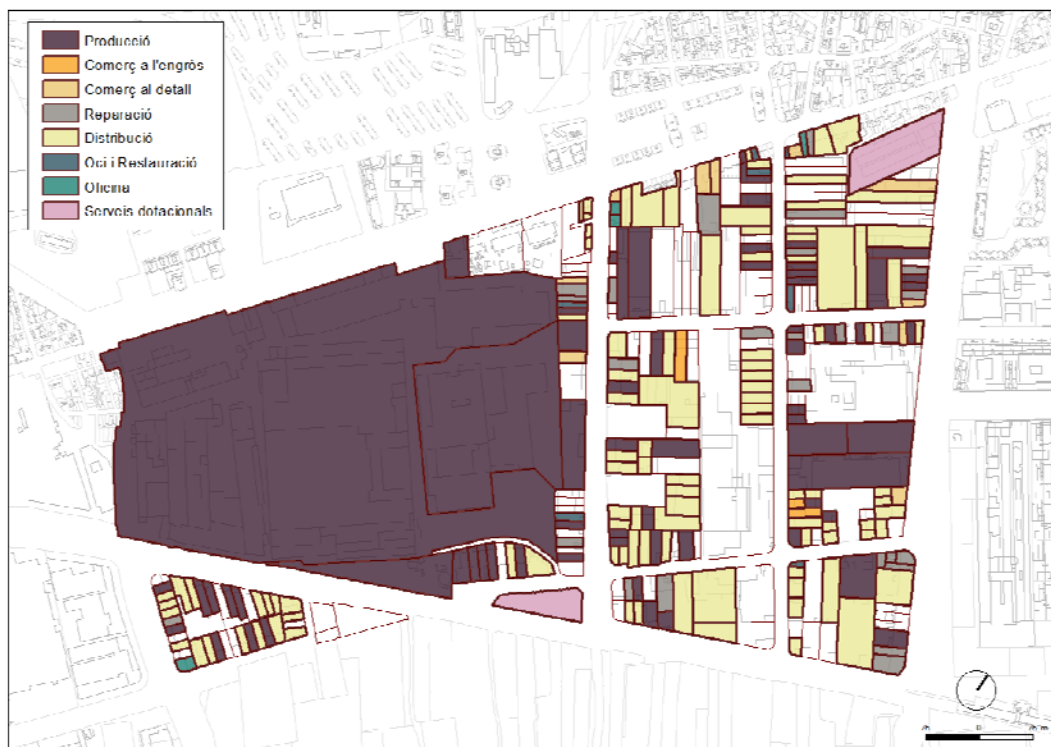 Producció
Comerç a l'engròs
Comerç al detall
Reparació
Distribució
Oci i Restauració
Oficina
Serveis dotacionals